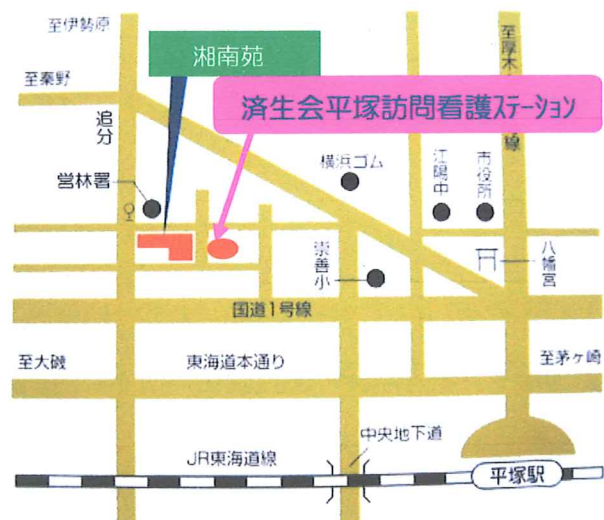 至伊勢原
湘南苑
至厚木
線
至秦野
済生会平塚訪問看護ステーション
追分
横浜ゴム
江陽中
市役所
営林署
崇善小
八幡宮
国道1号線
至大磯
東海道本通り
至茅ヶ崎
中央地下道
JR東海道線
平塚駅